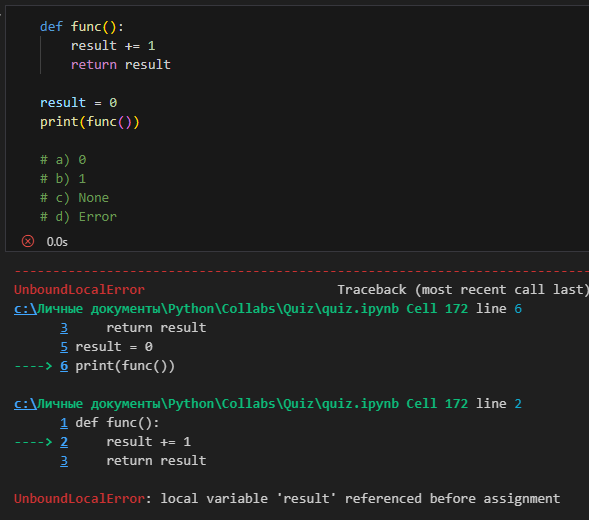 def func():
    result += 1
    return result

result = 0
print(func())

# a) 0
# b) 1
# c) None
# d) Error
0.0s
---------------------------------------------------------------------------
UnboundLocalError                         Traceback (most recent call last)
c:\Личные документы\Python\Collabs\Quiz\quiz.ipynb Cell 172 line 6
      3     return result
      5 result = 0
----> 6 print(func())

c:\Личные документы\Python\Collabs\Quiz\quiz.ipynb Cell 172 line 2
      1 def func():
----> 2     result += 1
      3     return result

UnboundLocalError: local variable 'result' referenced before assignment